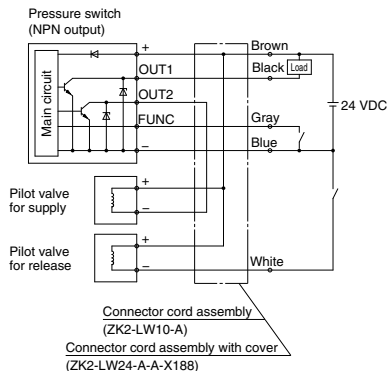 Pressure switch
(NPN output)
Main circuit
+
OUT1
OUT2
FUNC
−
Brown
Black
Load
Gray
Blue
24 VDC
Pilot valve
for supply
+
−
Pilot valve
for release
+
−
White
Connector cord assembly
(ZK2-LW10-A)
Connector cord assembly with cover
(ZK2-LW24-A-A-X188)